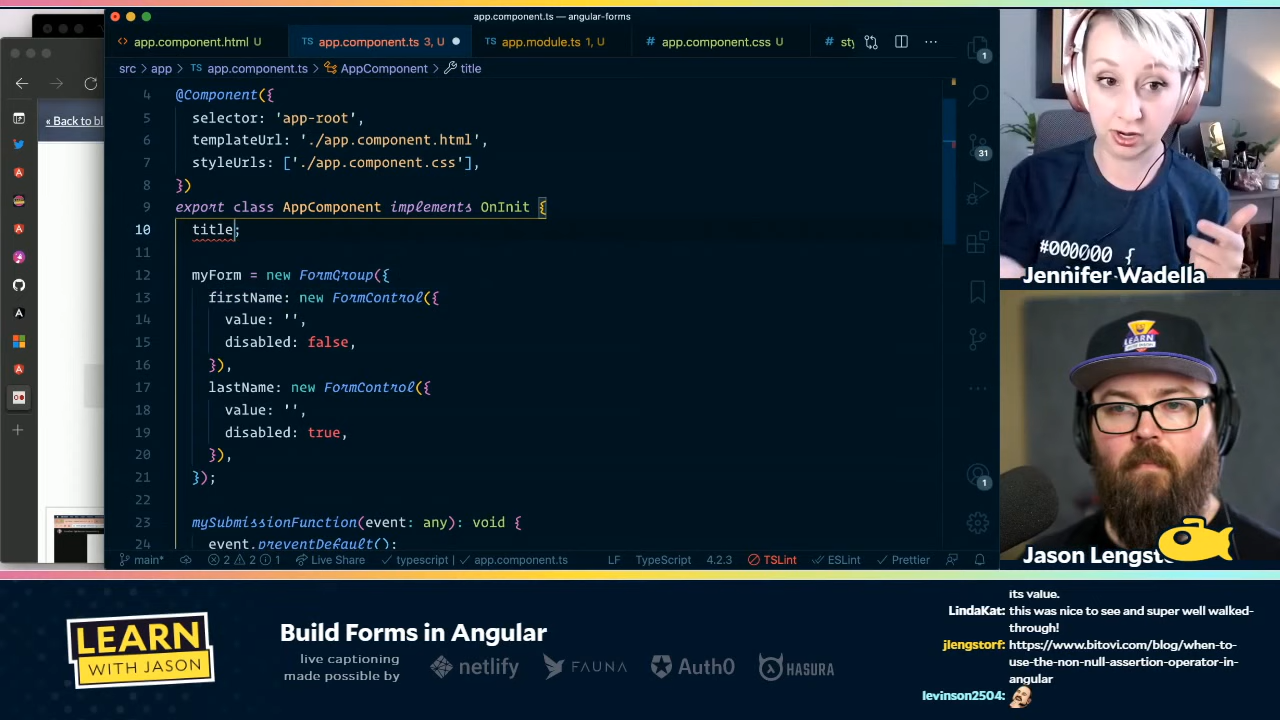 app.component.ts — angular-forms
app.component.html U
TS app.component.ts 3, U
TS app.module.ts 1, U
# app.component.css U
# sty
src > app > TS app.component.ts > AppComponent > title
« Back to bl
4 @Component({
5 selector: 'app-root',
6 templateUrl: './app.component.html',
7 styleUrls: ['./app.component.css'],
8 })
9 export class AppComponent implements OnInit {
10 title;
11
12 myForm = new FormGroup({
13 firstName: new FormControl({
14 value: '',
15 disabled: false,
16 }),
17 lastName: new FormControl({
18 value: '',
19 disabled: true,
20 }),
21 });
22
23 mySubmissionFunction(event: any): void {
24 event.preventDefault();
1
31
1
main* 2 2 1 Live Share typescript app.component.ts LF TypeScript 4.2.3 TSLint ESLint Prettier
#000000 {
Jennifer Wadella
LEARN
Jason Lengst
LEARN
WITH JASON
Build Forms in Angular
live captioning
made possible by
netlify
FAUNA
Auth0
HASURA
its value.
LindaKat: this was nice to see and super well walked-
through!
jlengstorf: https://www.bitovi.com/blog/when-to-
use-the-non-null-assertion-operator-in-
angular
levinson2504: